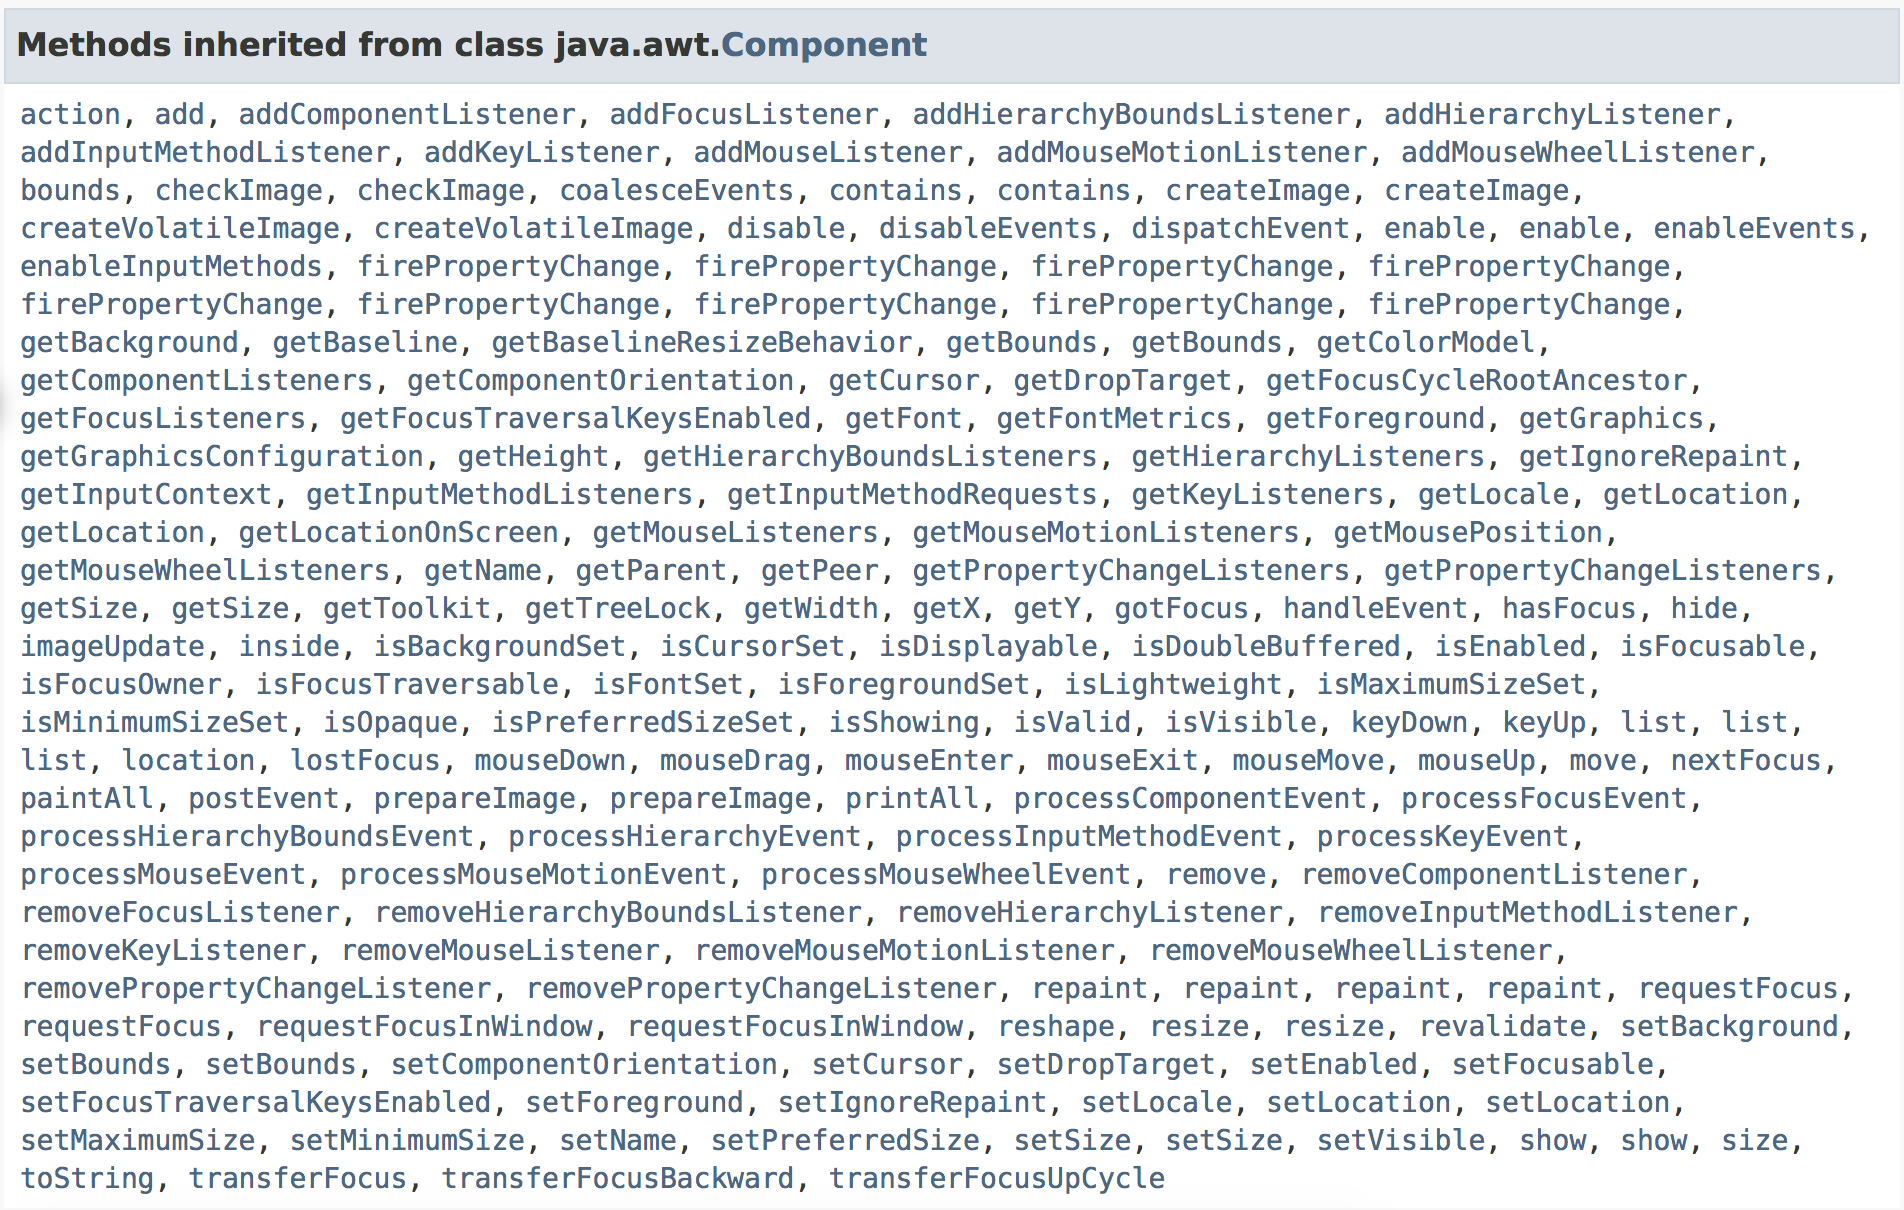 Methods inherited from class java.awt.Component
action, add, addComponentListener, addFocusListener, addHierarchyBoundsListener, addHierarchyListener,
addInputMethodListener, addKeyListener, addMouseListener, addMouseMotionListener, addMouseWheelListener,
bounds, checkImage, checkImage, coalesceEvents, contains, contains, createImage, createImage,
createVolatileImage, createVolatileImage, disable, disableEvents, dispatchEvent, enable, enable, enableEvents,
enableInputMethods, firePropertyChange, firePropertyChange, firePropertyChange, firePropertyChange,
firePropertyChange, firePropertyChange, firePropertyChange, firePropertyChange, firePropertyChange,
getBackground, getBaseline, getBaselineResizeBehavior, getBounds, getBounds, getColorModel,
getComponentListeners, getComponentOrientation, getCursor, getDropTarget, getFocusCycleRootAncestor,
getFocusListeners, getFocusTraversalKeysEnabled, getFont, getFontMetrics, getForeground, getGraphics,
getGraphicsConfiguration, getHeight, getHierarchyBoundsListeners, getHierarchyListeners, getIgnoreRepaint,
getInputContext, getInputMethodListeners, getInputMethodRequests, getKeyListeners, getLocale, getLocation,
getLocation, getLocationOnScreen, getMouseListeners, getMouseMotionListeners, getMousePosition,
getMouseWheelListeners, getName, getParent, getPeer, getPropertyChangeListeners, getPropertyChangeListeners,
getSize, getSize, getToolkit, getTreeLock, getWidth, getX, getY, gotFocus, handleEvent, hasFocus, hide,
imageUpdate, inside, isBackgroundSet, isCursorSet, isDisplayable, isDoubleBuffered, isEnabled, isFocusable,
isFocusOwner, isFocusTraversable, isFontSet, isForegroundSet, isLightweight, isMaximumSizeSet,
isMinimumSizeSet, isOpaque, isPreferredSizeSet, isShowing, isValid, isVisible, keyDown, keyUp, list, list,
list, location, lostFocus, mouseDown, mouseDrag, mouseEnter, mouseExit, mouseMove, mouseUp, move, nextFocus,
paintAll, postEvent, prepareImage, prepareImage, printAll, processComponentEvent, processFocusEvent,
processHierarchyBoundsEvent, processHierarchyEvent, processInputMethodEvent, processKeyEvent,
processMouseEvent, processMouseMotionEvent, processMouseWheelEvent, remove, removeComponentListener,
removeFocusListener, removeHierarchyBoundsListener, removeHierarchyListener, removeInputMethodListener,
removeKeyListener, removeMouseListener, removeMouseMotionListener, removeMouseWheelListener,
removePropertyChangeListener, removePropertyChangeListener, repaint, repaint, repaint, repaint, requestFocus,
requestFocus, requestFocusInWindow, requestFocusInWindow, reshape, resize, resize, revalidate, setBackground,
setBounds, setBounds, setComponentOrientation, setCursor, setDropTarget, setEnabled, setFocusable,
setFocusTraversalKeysEnabled, setForeground, setIgnoreRepaint, setLocale, setLocation, setLocation,
setMaximumSize, setMinimumSize, setName, setPreferredSize, setSize, setSize, setVisible, show, show, size,
toString, transferFocus, transferFocusBackward, transferFocusUpCycle